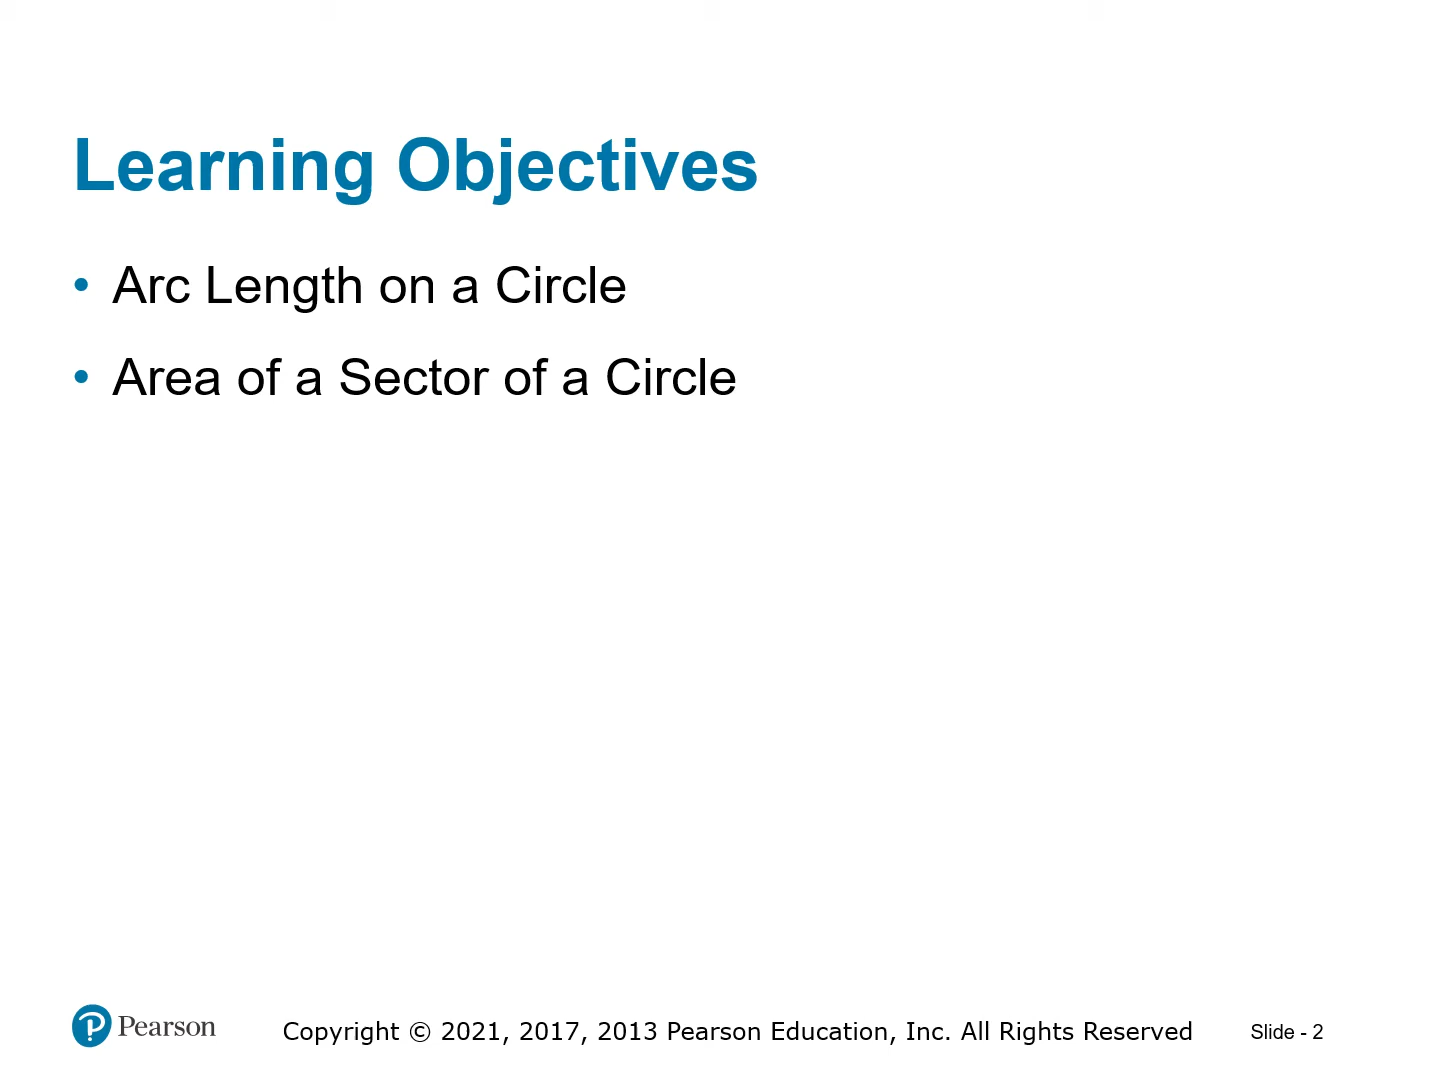 Learning Objectives
• Arc Length on a Circle
• Area of a Sector of a Circle
Pearson
Copyright © 2021, 2017, 2013 Pearson Education, Inc. All Rights Reserved
Slide - 2